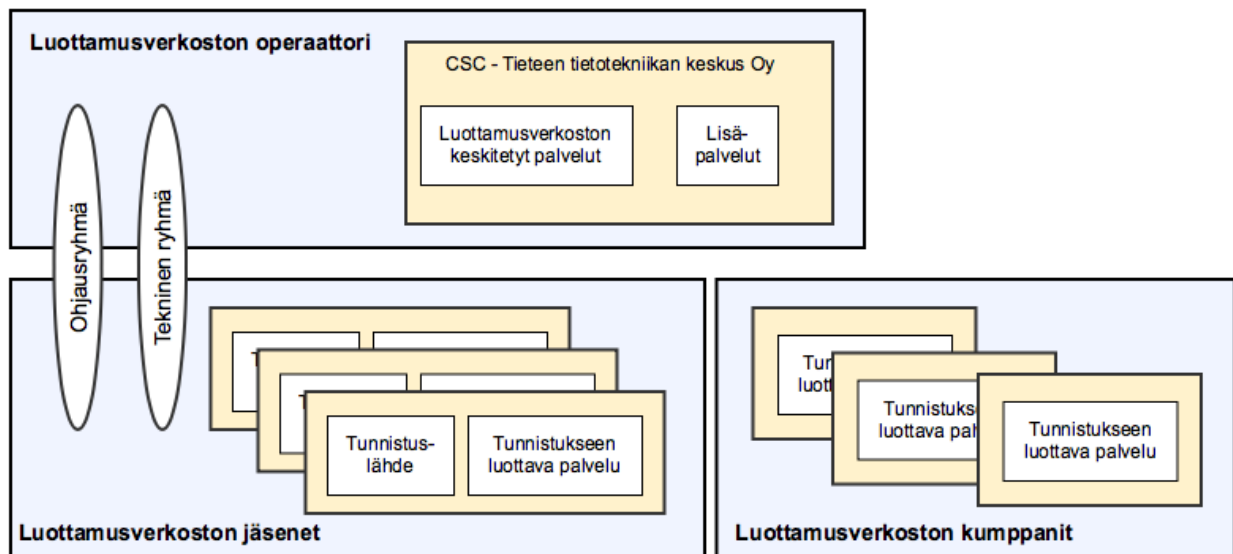 Luottamusverkoston operaattori
CSC - Tieteen tietotekniikan keskus Oy
Luottamusverkoston
keskitetyt palvelut
Lisä-
palvelut
Ohjausryhmä
Tekninen ryhmä
Tunnistus-
lähde
Tunnistukseen
luottava palvelu
Luottamusverkoston jäsenet
Tunnistukseen
luottava palvelu
Luottamusverkoston kumppanit